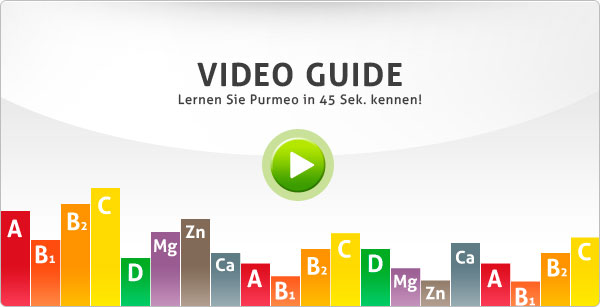 VIDEO GUIDE
Lernen Sie Purmeo in 45 Sek. kennen!
A B₁ B₂ C D Mg Zn Ca A B₁ B₂ C D Mg Zn Ca A B₁ B₂ C